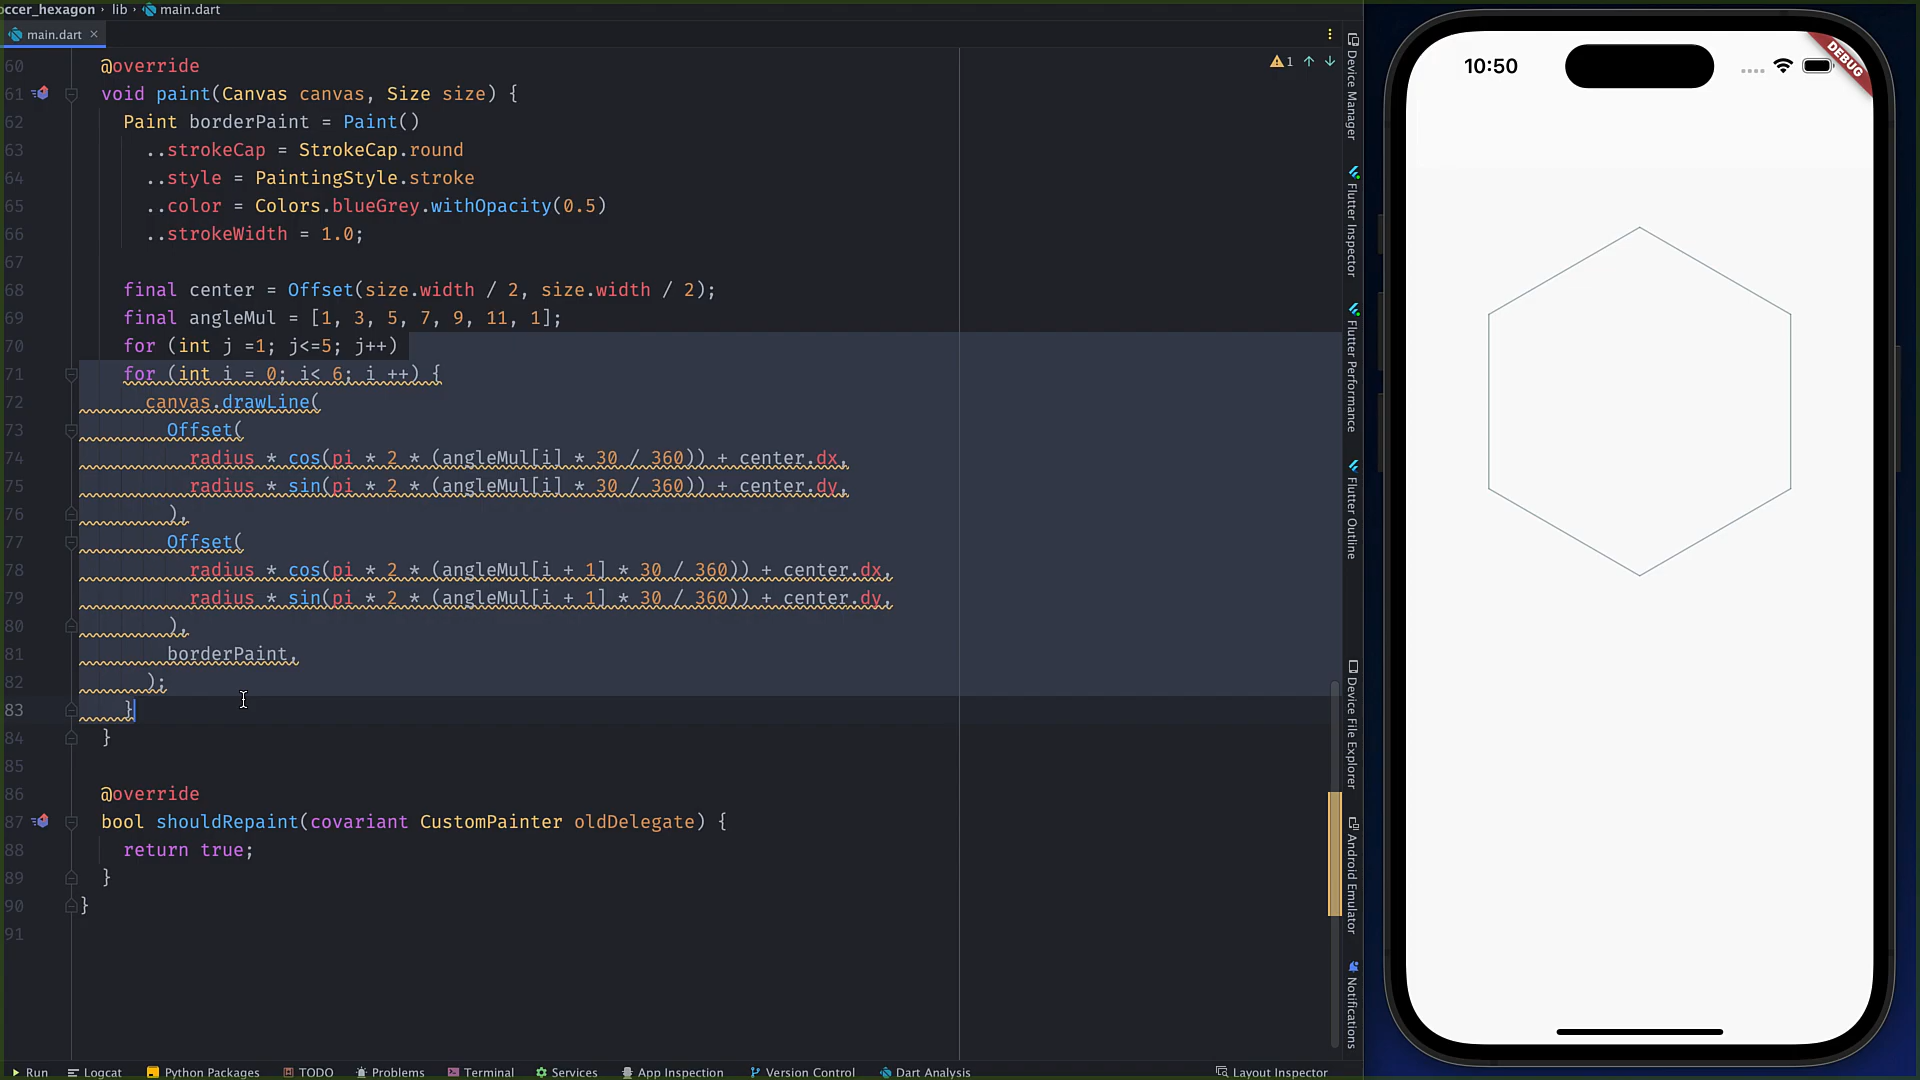 occer_hexagon › lib › main.dart
main.dart ×
60 @override
61 void paint(Canvas canvas, Size size) {
62 Paint borderPaint = Paint()
63 ..strokeCap = StrokeCap.round
64 ..style = PaintingStyle.stroke
65 ..color = Colors.blueGrey.withOpacity(0.5)
66 ..strokeWidth = 1.0;
67
68 final center = Offset(size.width / 2, size.width / 2);
69 final angleMul = [1, 3, 5, 7, 9, 11, 1];
70 for (int j =1; j<=5; j++)
71 for (int i = 0; i< 6; i ++) {
72 canvas.drawLine(
73 Offset(
74 radius * cos(pi * 2 * (angleMul[i] * 30 / 360)) + center.dx,
75 radius * sin(pi * 2 * (angleMul[i] * 30 / 360)) + center.dy,
76 ),
77 Offset(
78 radius * cos(pi * 2 * (angleMul[i + 1] * 30 / 360)) + center.dx,
79 radius * sin(pi * 2 * (angleMul[i + 1] * 30 / 360)) + center.dy,
80 ),
81 borderPaint,
82 );
83 }
84 }
85
86 @override
87 bool shouldRepaint(covariant CustomPainter oldDelegate) {
88 return true;
89 }
90 }
91
1
Device Manager
Flutter Inspector
Flutter Performance
Flutter Outline
Device File Explorer
Android Emulator
Notifications
10:50
DEBUG
Run Logcat Python Packages TODO Problems Terminal Services App Inspection Version Control Dart Analysis Layout Inspector